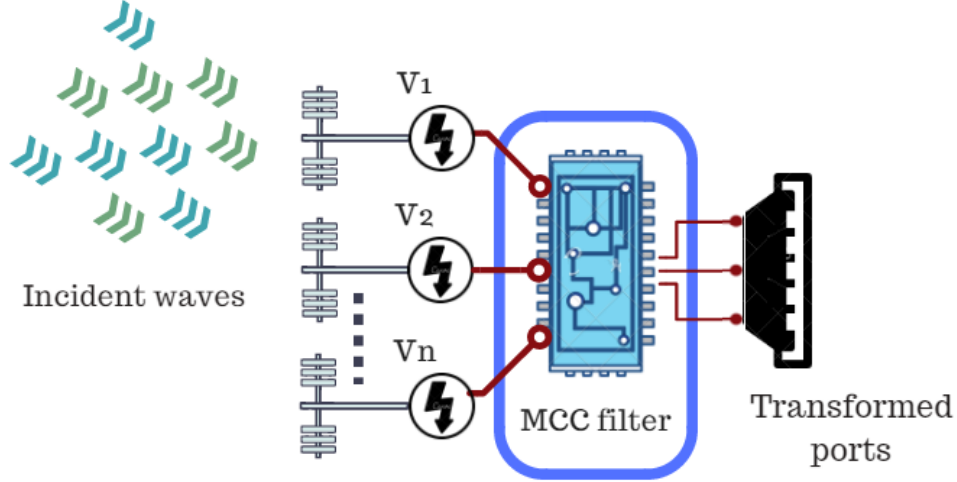 V1
V2
Incident waves
Vn
MCC filter
Transformed
ports